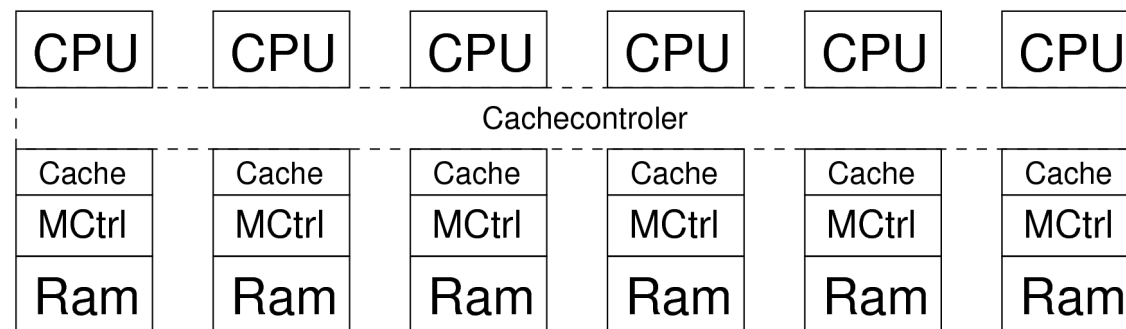 CPU CPU CPU CPU CPU CPU
Cachecontroler
Cache Cache Cache Cache Cache Cache
MCtrl MCtrl MCtrl MCtrl MCtrl MCtrl
Ram Ram Ram Ram Ram Ram